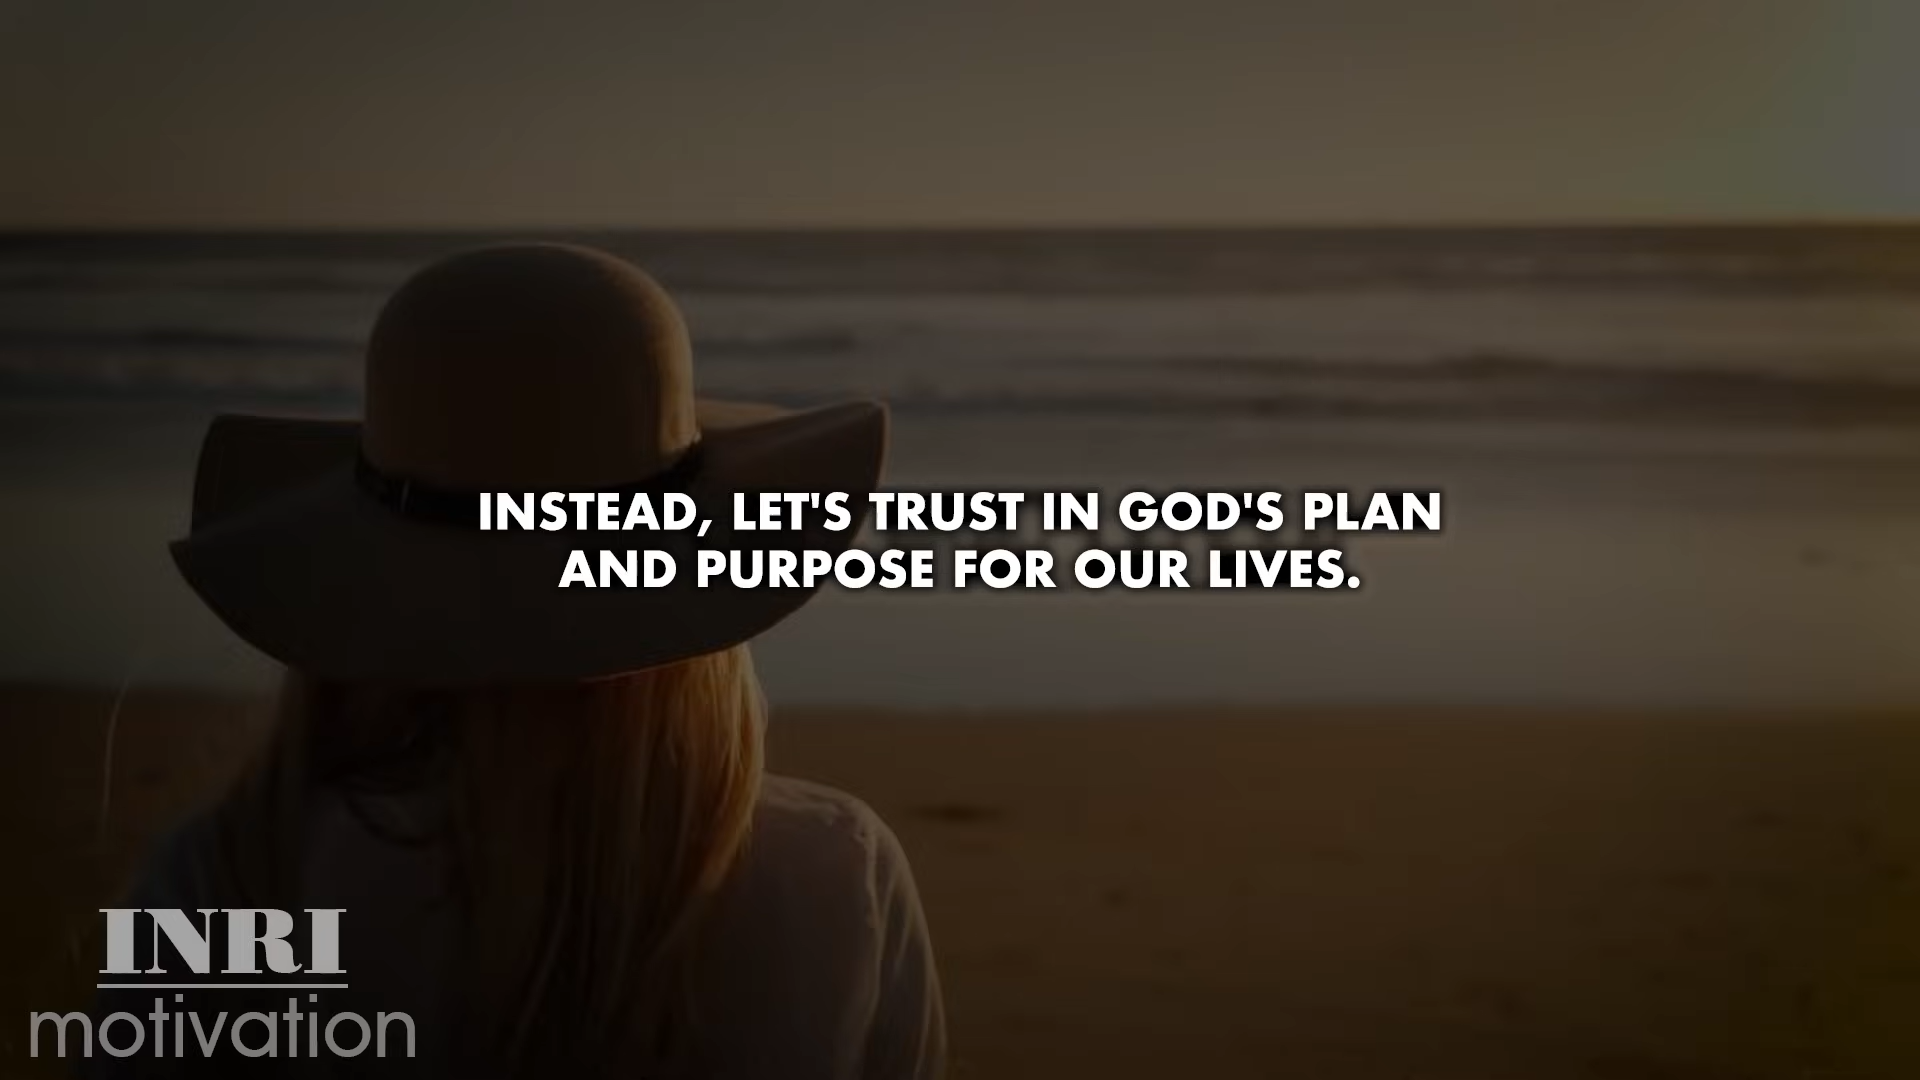 INSTEAD, LET'S TRUST IN GOD'S PLAN
AND PURPOSE FOR OUR LIVES.
INRI
motivation